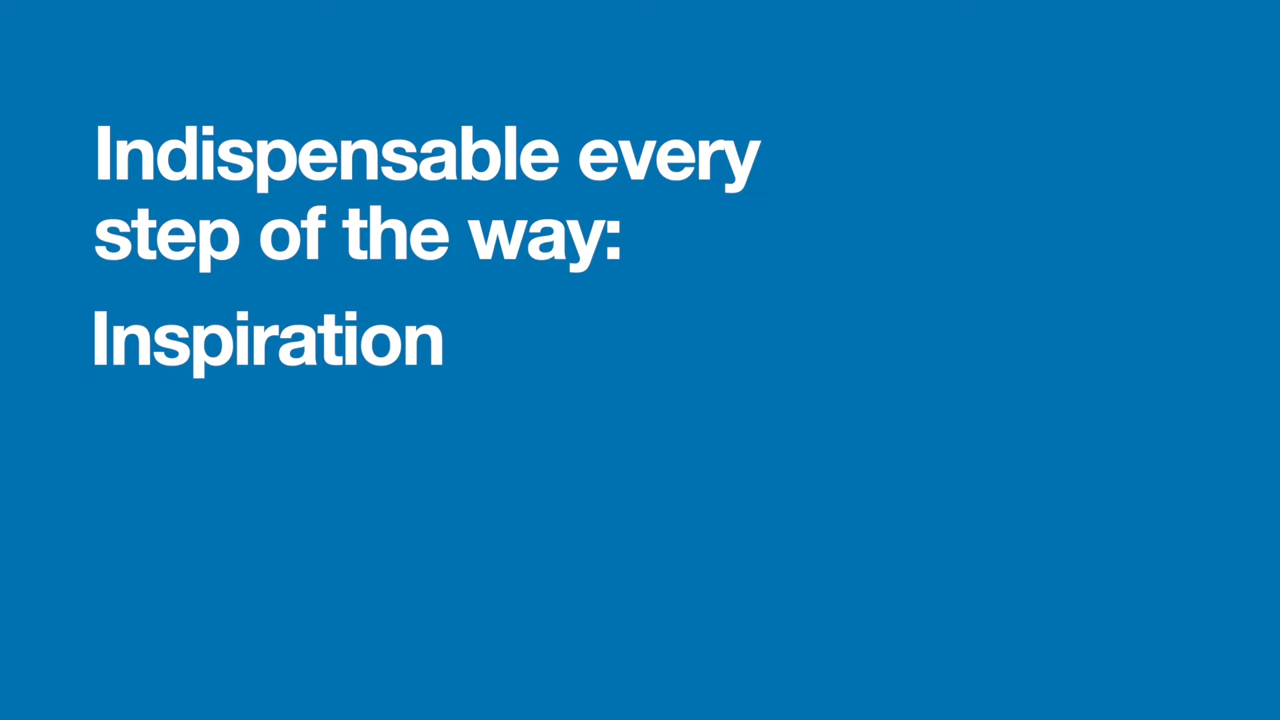 Indispensable every
step of the way:
Inspiration